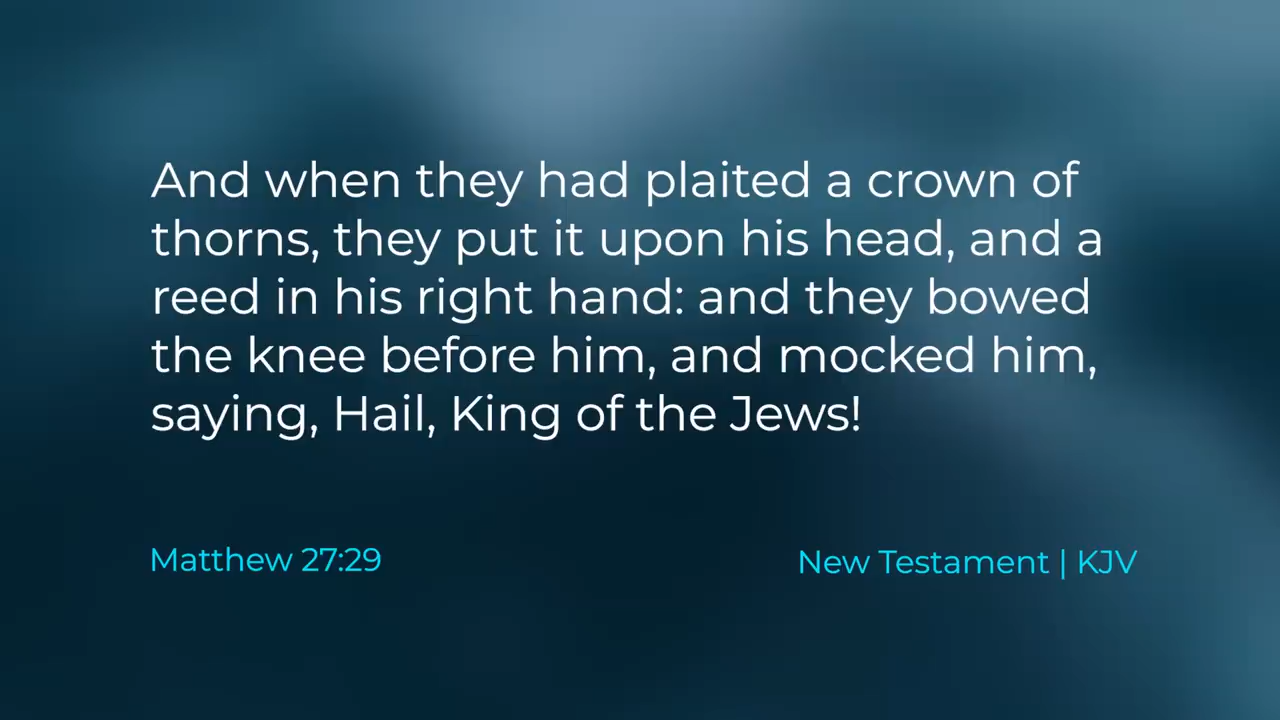 And when they had plaited a crown of
thorns, they put it upon his head, and a
reed in his right hand: and they bowed
the knee before him, and mocked him,
saying, Hail, King of the Jews!
Matthew 27:29
New Testament | KJV